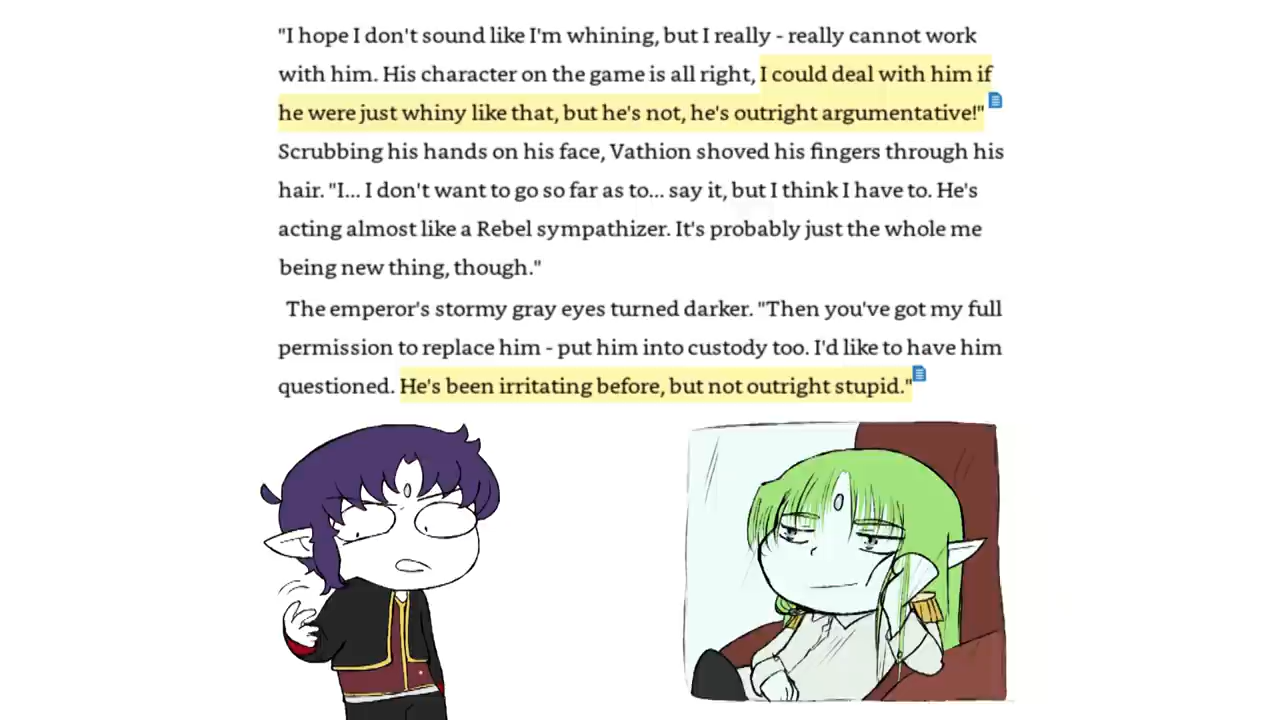 "I hope I don't sound like I'm whining, but I really - really cannot work
with him. His character on the game is all right, I could deal with him if
he were just whiny like that, but he's not, he's outright argumentative!"
Scrubbing his hands on his face, Vathion shoved his fingers through his
hair. "I... I don't want to go so far as to... say it, but I think I have to. He's
acting almost like a Rebel sympathizer. It's probably just the whole me
being new thing, though."
The emperor's stormy gray eyes turned darker. "Then you've got my full
permission to replace him - put him into custody too. I'd like to have him
questioned. He's been irritating before, but not outright stupid."